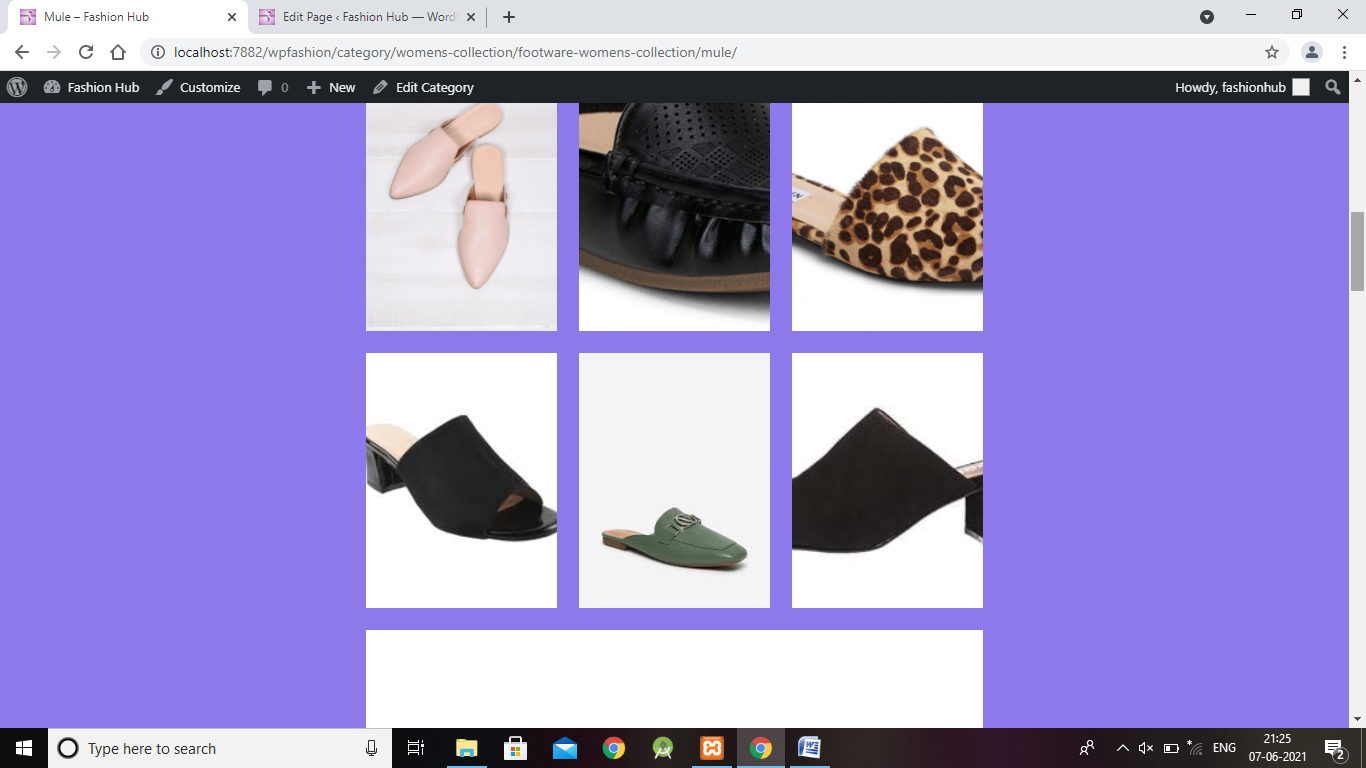 Mule – Fashion Hub
Edit Page ‹ Fashion Hub — Word
localhost:7882/wpfashion/category/womens-collection/footware-womens-collection/mule/
Fashion Hub
Customize
0
New
Edit Category
Howdy, fashionhub
Type here to search
ENG
21:25
07-06-2021
2